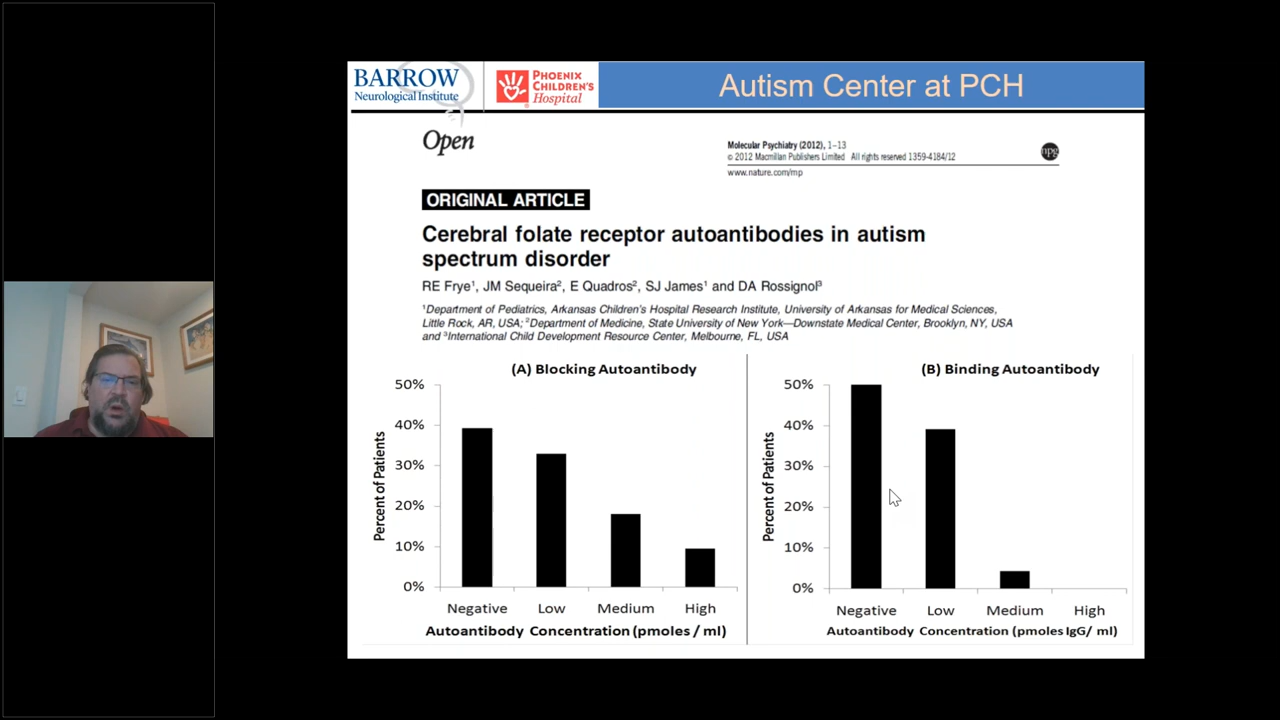 BARROW
Neurological Institute
PHOENIX
CHILDREN'S
Hospital
Autism Center at PCH
Open
Molecular Psychiatry (2012), 1–13
© 2012 Macmillan Publishers Limited All rights reserved 1359-4184/12
www.nature.com/mp
npg
ORIGINAL ARTICLE
Cerebral folate receptor autoantibodies in autism
spectrum disorder
RE Frye¹, JM Sequeira², E Quadros², SJ James¹ and DA Rossignol³
¹Department of Pediatrics, Arkansas Children's Hospital Research Institute, University of Arkansas for Medical Sciences,
Little Rock, AR, USA; ²Department of Medicine, State University of New York—Downstate Medical Center, Brooklyn, NY, USA
and ³International Child Development Resource Center, Melbourne, FL, USA
(A) Blocking Autoantibody
50%
40%
30%
20%
10%
0%
Percent of Patients
Negative Low Medium High
Autoantibody Concentration (pmoles / ml)
(B) Binding Autoantibody
50%
40%
30%
20%
10%
0%
Percent of Patients
Negative Low Medium High
Autoantibody Concentration (pmoles IgG/ ml)